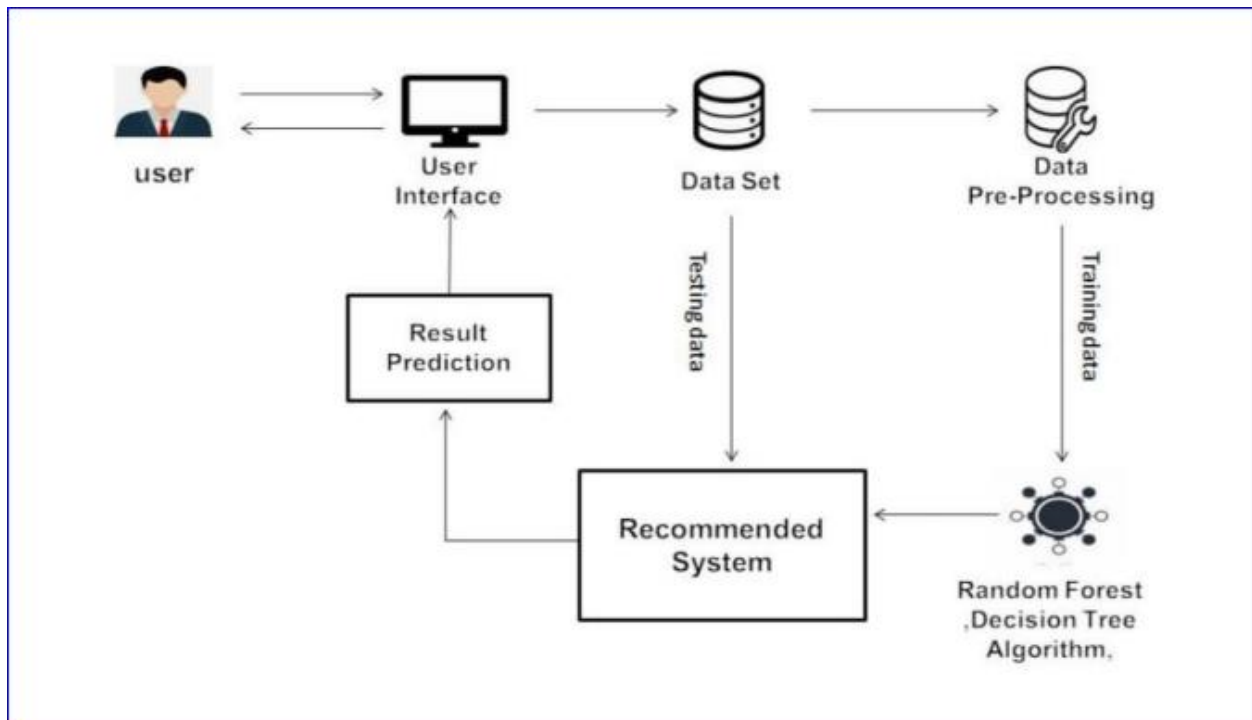 user
User
Interface
Data Set
Data
Pre-Processing
Testing data
Training data
Result
Prediction
Recommended
System
Random Forest
,Decision Tree
Algorithm,